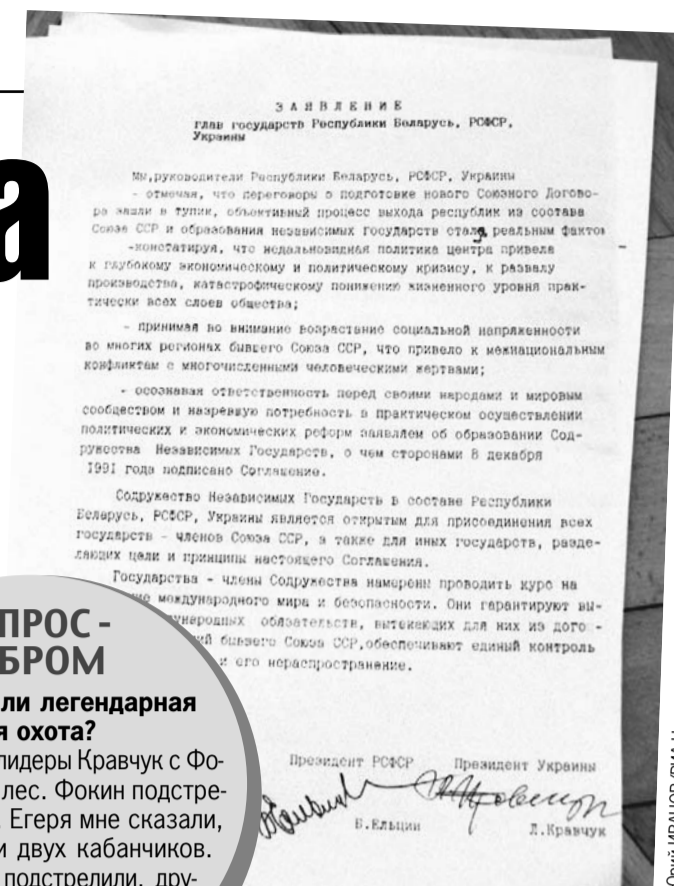 а
ЗАЯВЛЕНИЕ
глав государств Республики Беларусь, РСФСР,
Украины
Мы,руководители Республики Беларусь, РСФСР, Украины
- отмечая, что переговоры о подготовке нового Союзного Догово-
ра зашли в тупик, объективный процесс выхода республик из состава
Союза ССР и образования независимых государств стал реальным фактом
-констатируя, что недальновидная политика центра привела
к глубокому экономическому и политическому кризису, к развалу
производства, катастрофическому понижению жизненного уровня прак-
тически всех слоев общества;
- принимая во внимание возрастание социальной напряженности
во многих регионах бывшего Союза ССР, что привело к межнациональным
конфликтам с многочисленными человеческими жертвами;
- осознавая ответственность перед своими народами и мировым
сообществом и назревшую потребность в практическом осуществлении
политических и экономических реформ заявляем об образовании Сод-
ружества Независимых Государств, о чем сторонами 8 декабря
1991 года подписано Соглашение.
Содружество Независимых Государств в составе Республики
Беларусь, РСФСР, Украины является открытым для присоединения всех
государств - членов Союза ССР, а также для иных государств, разде-
ляющих цели и принципы настоящего Соглашения.
Государства - члены Содружества намерены проводить курс на
международного мира и безопасности. Они гарантируют вы-
обязательств, вытекающих для них из дого -
бывшего Союза ССР,обеспечивают единый контроль
и его нераспространение.
Президент РСФСР Президент Украины
Б.Ельцин Л.Кравчук
ПРОС -
БРОМ
ли легендарная
я охота?
лидеры Кравчук с Фо-
лес. Фокин подстре-
Егеря мне сказали,
и двух кабанчиков.
подстрелили, дру-
Юрий ИВАНОВ